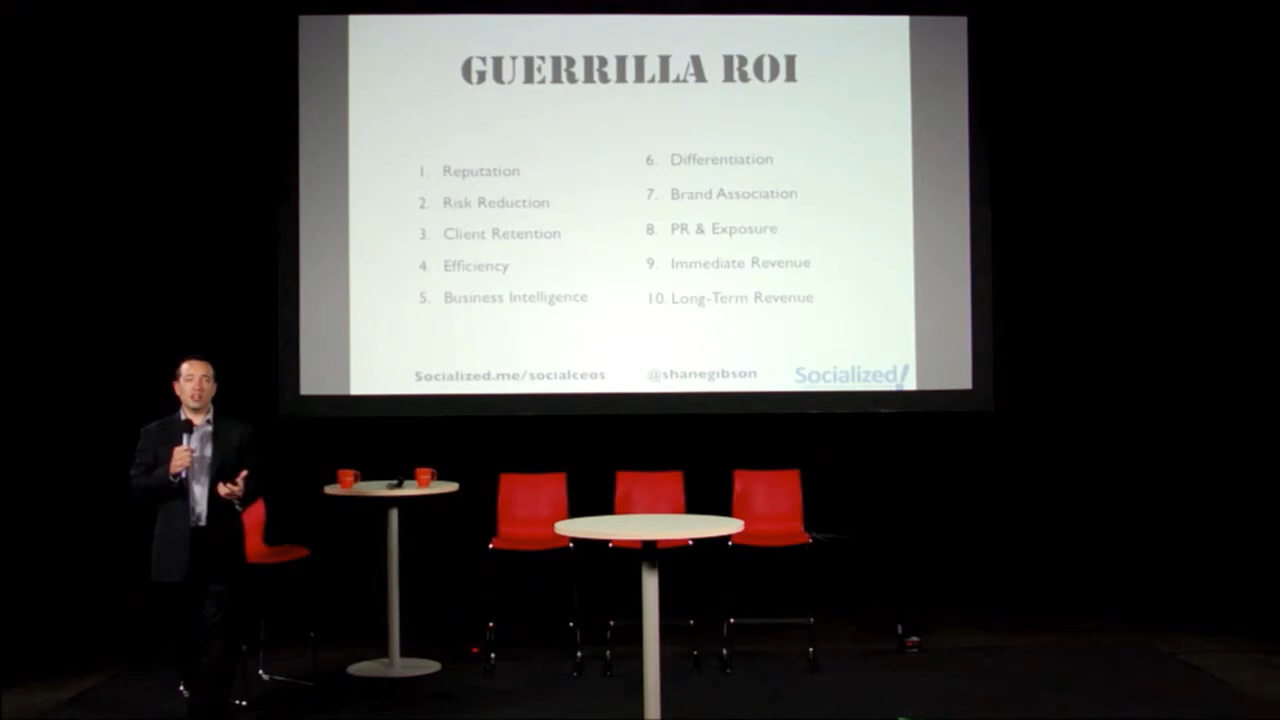 GUERRILLA ROI
1. Reputation
2. Risk Reduction
3. Client Retention
4. Efficiency
5. Business Intelligence
6. Differentiation
7. Brand Association
8. PR & Exposure
9. Immediate Revenue
10. Long-Term Revenue
Socialized.me/socialceos
@shanegibson
Socialized!